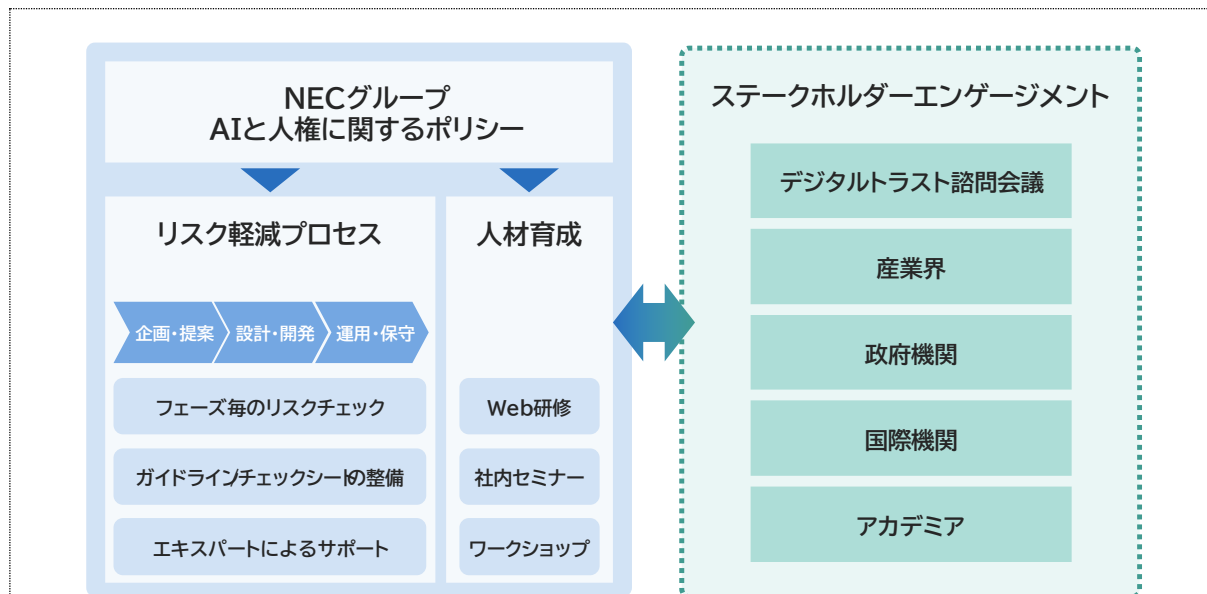 NECグループ
AIと人権に関するポリシー
リスク軽減プロセス
企画・提案
設計・開発
運用・保守
フェーズ毎のリスクチェック
ガイドライン/チェックシートの整備
エキスパートによるサポート
人材育成
Web研修
社内セミナー
ワークショップ
ステークホルダーエンゲージメント
デジタルトラスト諮問会議
産業界
政府機関
国際機関
アカデミア